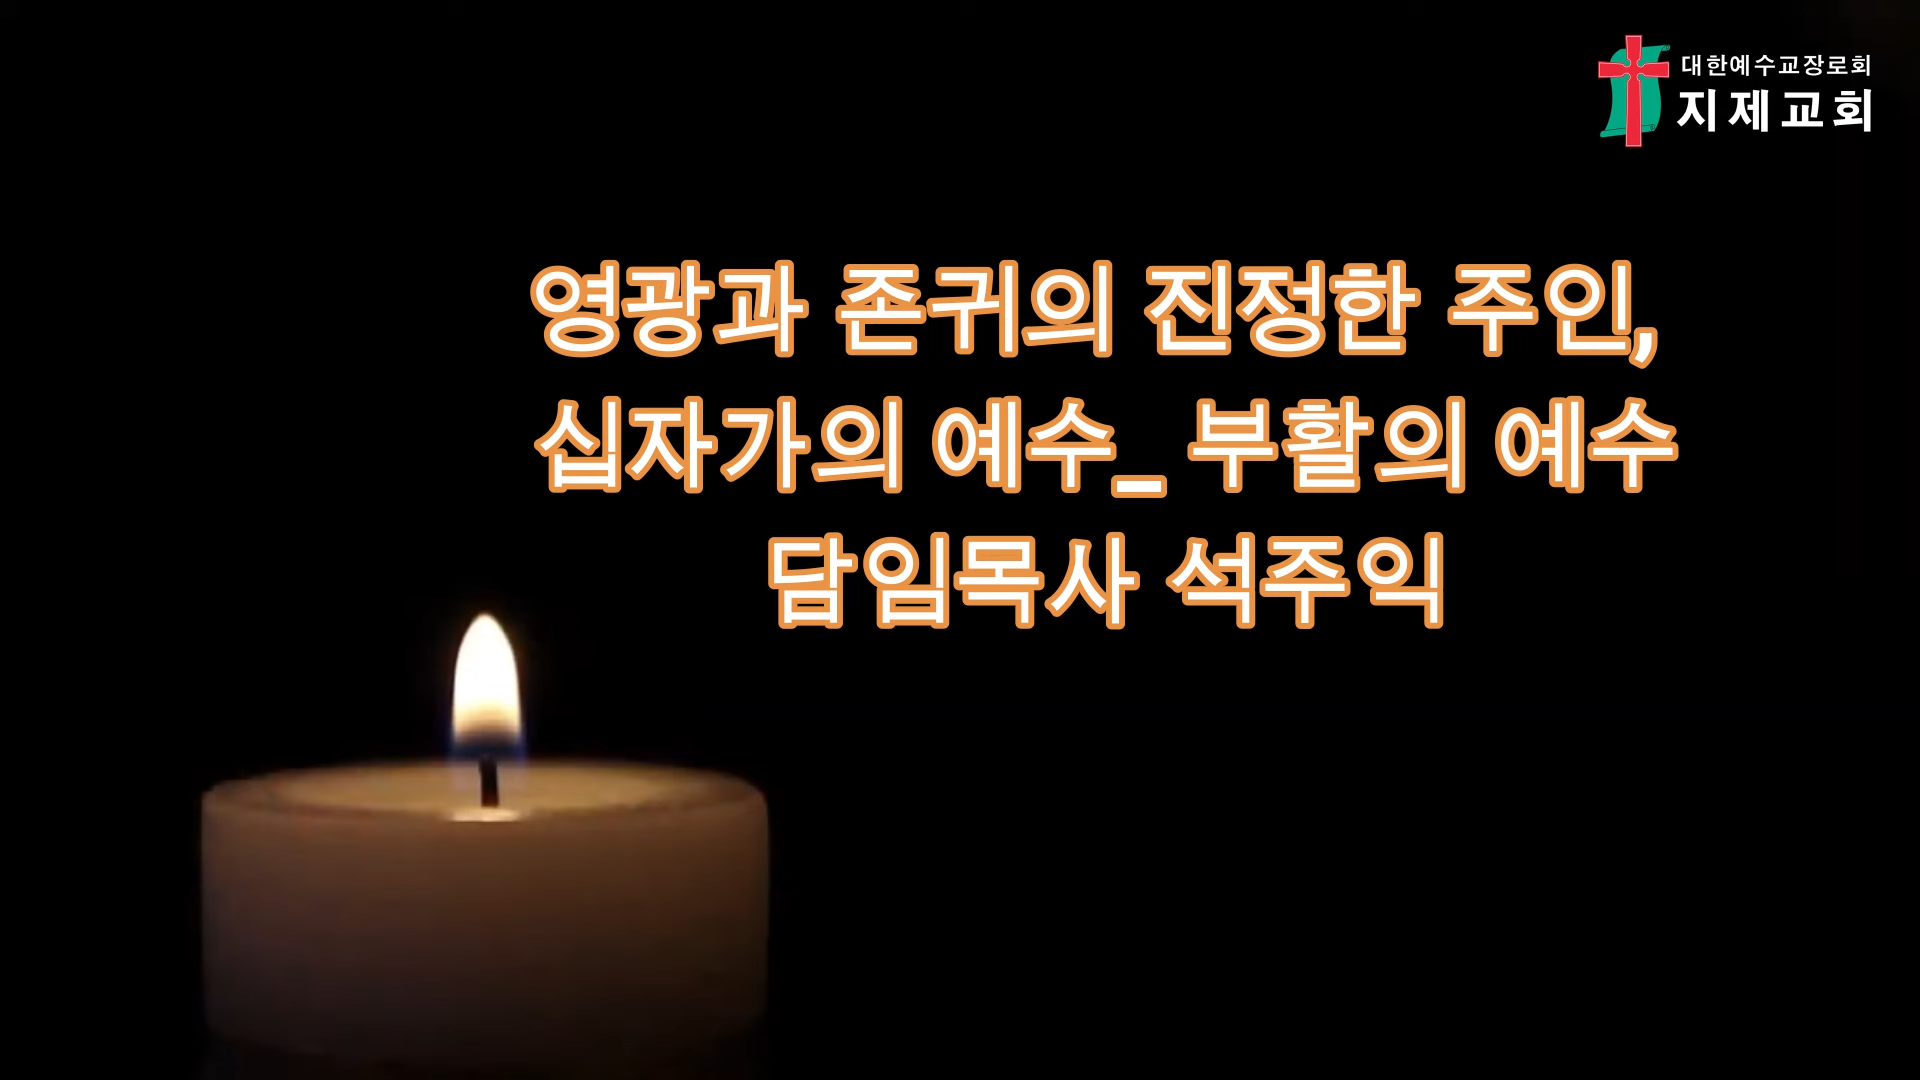 대한예수교장로회
지제교회
영광과 존귀의 진정한 주인,
십자가의 예수_ 부활의 예수
담임목사 석주익